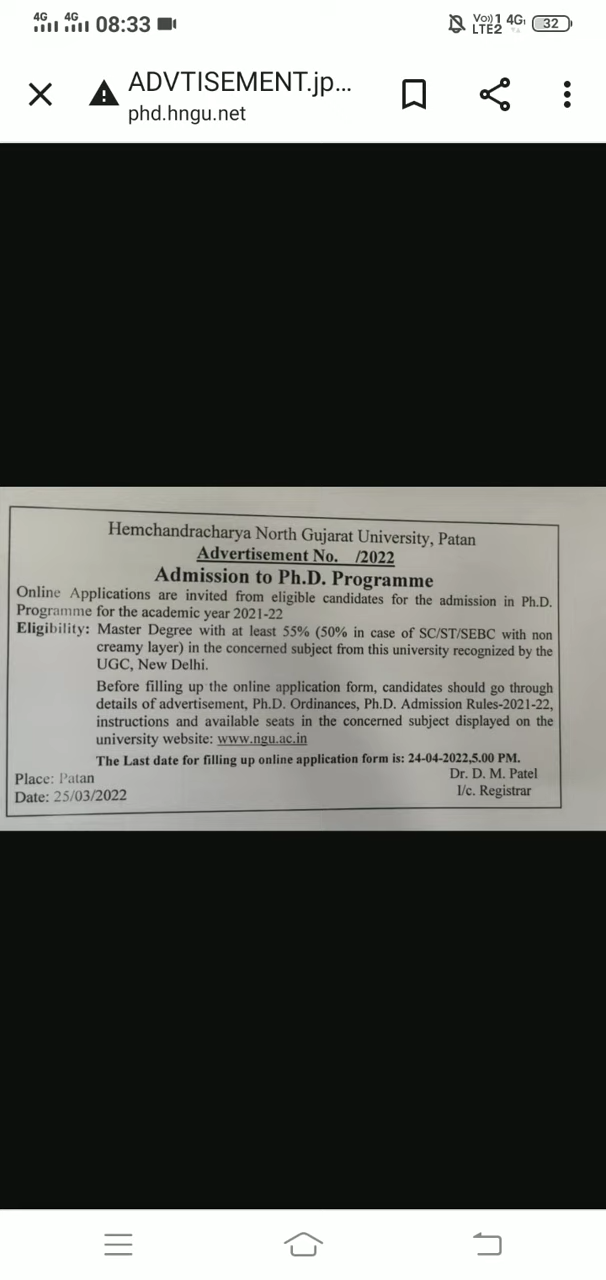 4G 4G 08:33 Vo)) 1 4G LTE2 32
ADVTISEMENT.jp...
phd.hngu.net
Hemchandracharya North Gujarat University, Patan
Advertisement No. /2022
Admission to Ph.D. Programme
Online Applications are invited from eligible candidates for the admission in Ph.D.
Programme for the academic year 2021-22
Eligibility: Master Degree with at least 55% (50% in case of SC/ST/SEBC with non
creamy layer) in the concerned subject from this university recognized by the
UGC, New Delhi.
Before filling up the online application form, candidates should go through
details of advertisement, Ph.D. Ordinances, Ph.D. Admission Rules-2021-22,
instructions and available seats in the concerned subject displayed on the
university website: www.ngu.ac.in
The Last date for filling up online application form is: 24-04-2022,5.00 PM.
Place: Patan Dr. D. M. Patel
Date: 25/03/2022 I/c. Registrar